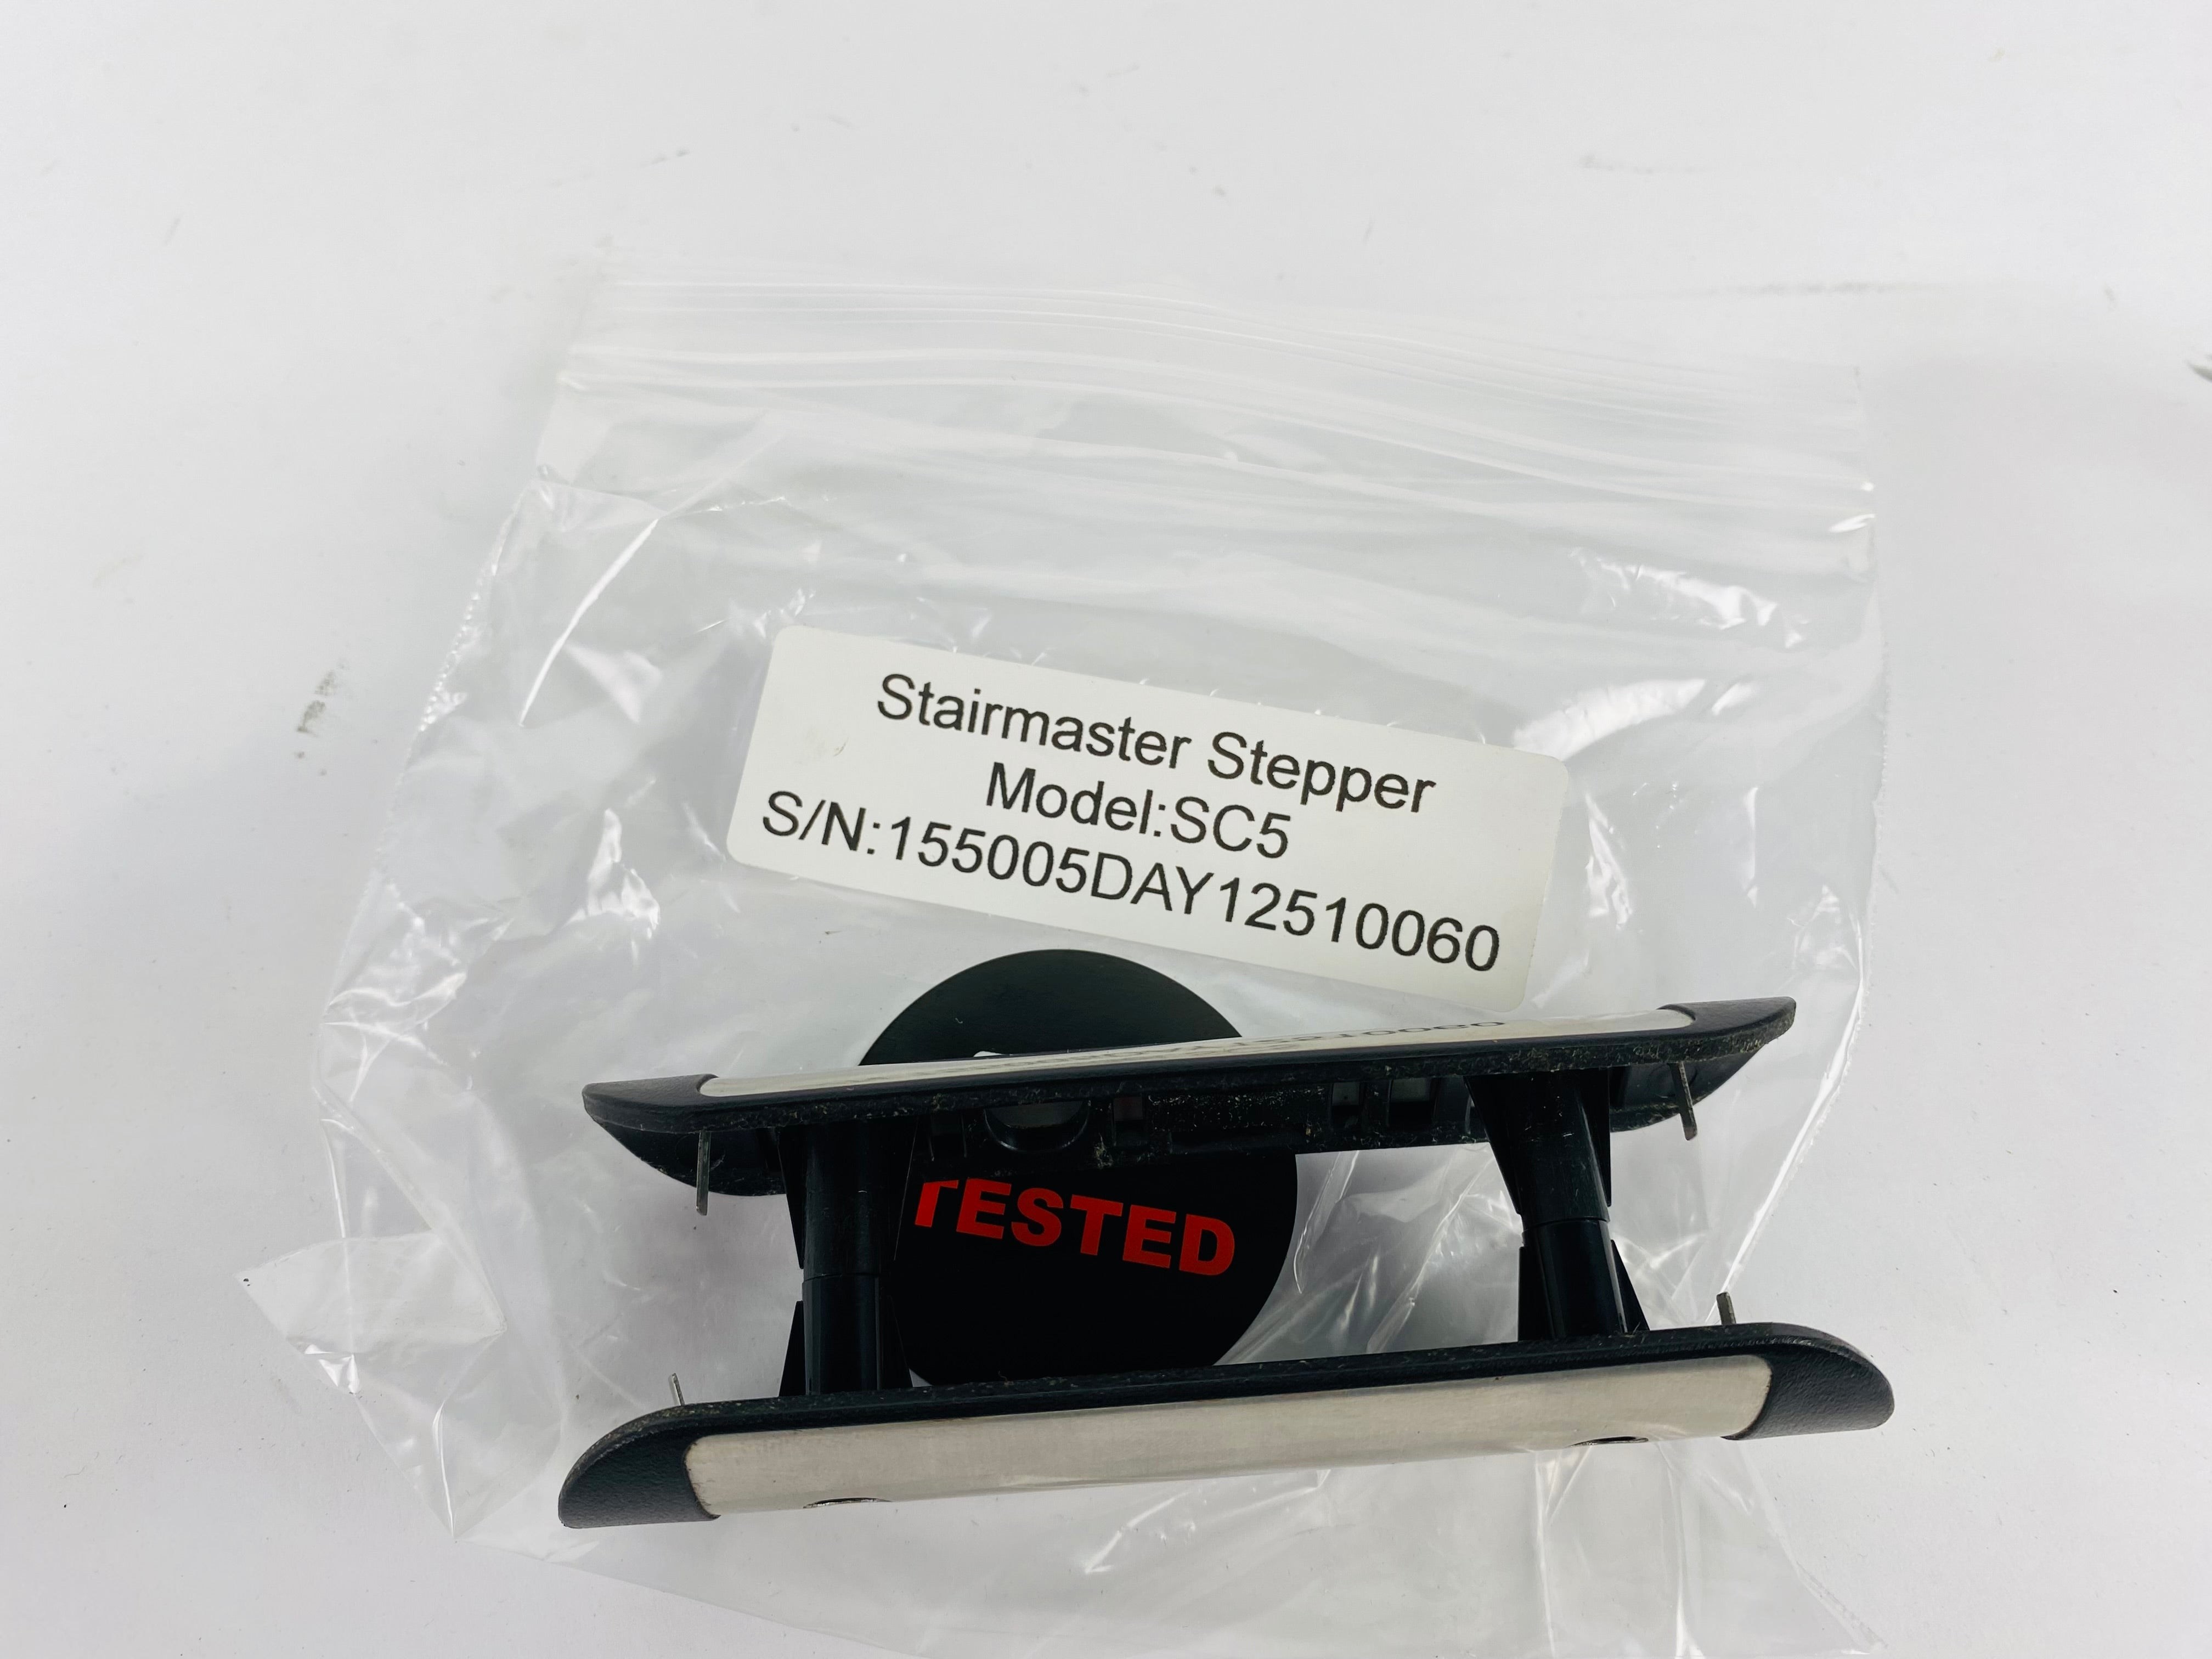 Stairmaster Stepper
Model:SC5
S/N:155005DAY12510060
TESTED